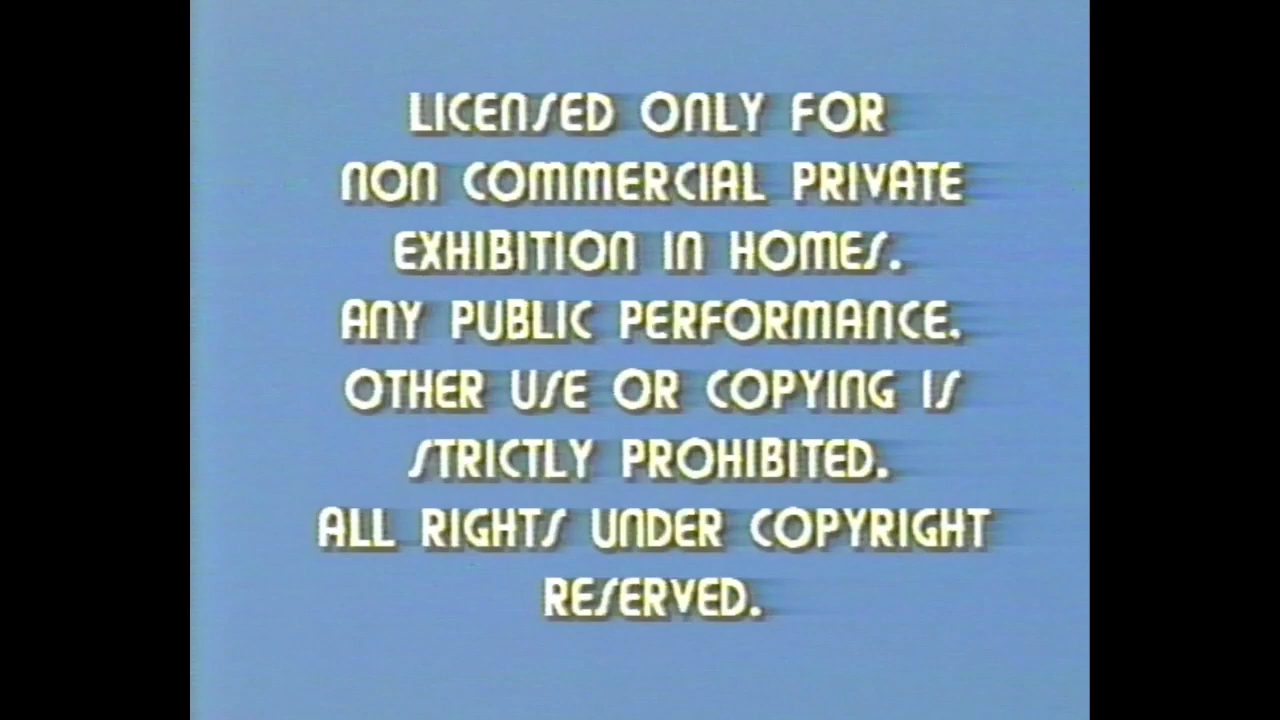 LICENSED ONLY FOR
NON COMMERCIAL PRIVATE
EXHIBITION IN HOMES.
ANY PUBLIC PERFORMANCE,
OTHER USE OR COPYING IS
STRICTLY PROHIBITED.
ALL RIGHTS UNDER COPYRIGHT
RESERVED.